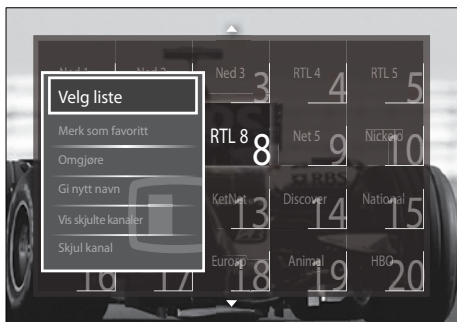 Ned 3
3
RTL 4
4
RTL 5
5
Velg liste
Merk som favoritt
Omgjøre
Gi nytt navn
Vis skjulte kanaler
Skjul kanal
RTL 8
8
Net 5
9
10
RBS
KetNet
13
Discover
14
National
15
16
17
18
Animal
19
HBO
20